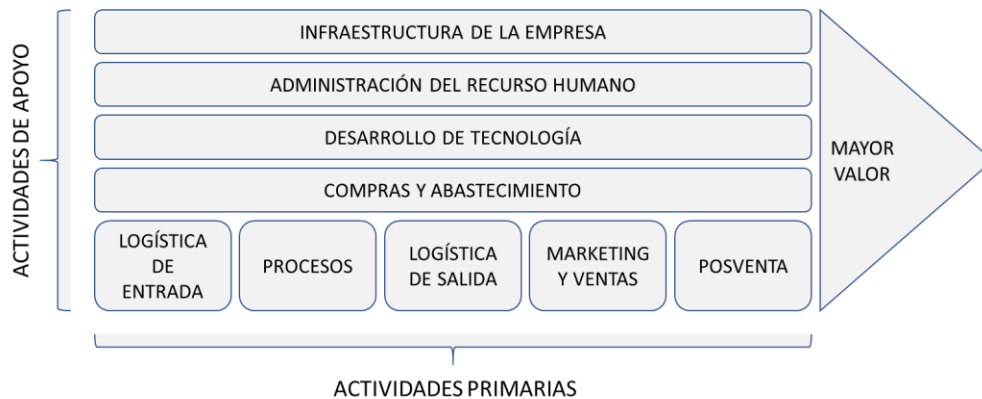 ACTIVIDADES DE APOYO
INFRAESTRUCTURA DE LA EMPRESA
ADMINISTRACIÓN DEL RECURSO HUMANO
DESARROLLO DE TECNOLOGÍA
COMPRAS Y ABASTECIMIENTO
LOGÍSTICA
DE
ENTRADA
PROCESOS
LOGÍSTICA
DE SALIDA
MARKETING
Y VENTAS
POSVENTA
MAYOR
VALOR
ACTIVIDADES PRIMARIAS